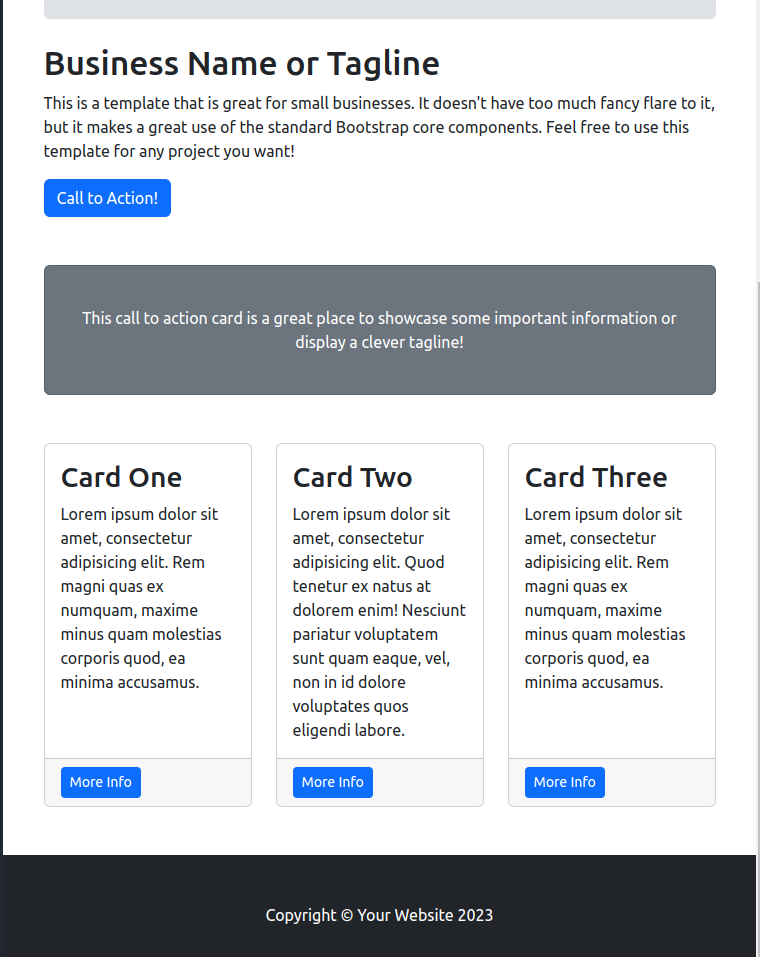 Business Name or Tagline
This is a template that is great for small businesses. It doesn't have too much fancy flare to it,
but it makes a great use of the standard Bootstrap core components. Feel free to use this
template for any project you want!
Call to Action!
This call to action card is a great place to showcase some important information or
display a clever tagline!
Card One
Lorem ipsum dolor sit
amet, consectetur
adipisicing elit. Rem
magni quas ex
numquam, maxime
minus quam molestias
corporis quod, ea
minima accusamus.
More Info
Card Two
Lorem ipsum dolor sit
amet, consectetur
adipisicing elit. Quod
tenetur ex natus at
dolorem enim! Nesciunt
pariatur voluptatem
sunt quam eaque, vel,
non in id dolore
voluptates quos
eligendi labore.
More Info
Card Three
Lorem ipsum dolor sit
amet, consectetur
adipisicing elit. Rem
magni quas ex
numquam, maxime
minus quam molestias
corporis quod, ea
minima accusamus.
More Info
Copyright © Your Website 2023